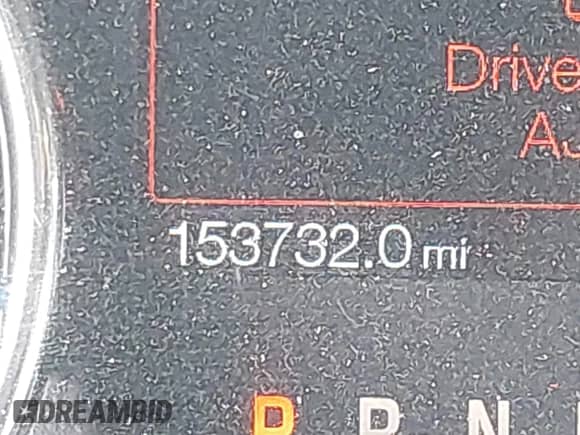 Drive
153732.0 mi
P R N
DREAMBID